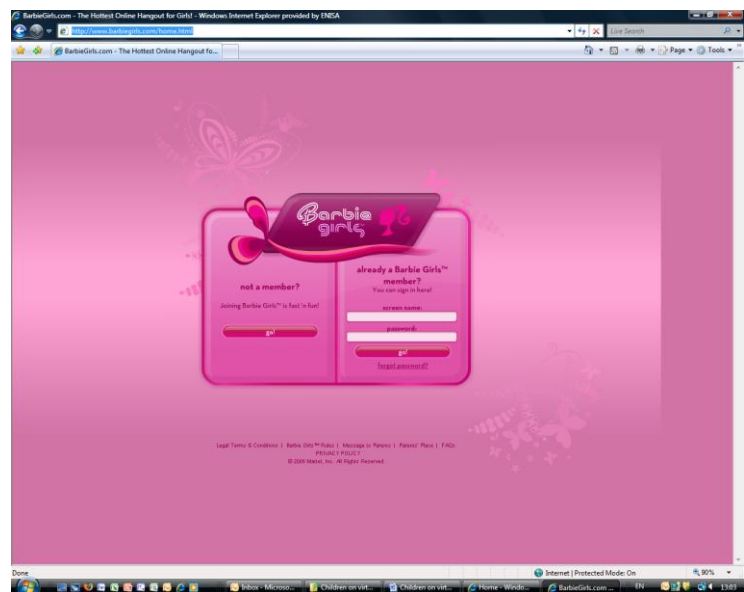 BarbieGirls.com - The Hottest Online Hangout for Girls! - Windows Internet Explorer provided by ENISA
http://www.barbiegirls.com/home.html
Live Search
BarbieGirls.com - The Hottest Online Hangout fo...
Page
Tools
Barbie
girls
not a member?
Joining Barbie Girls™ is fast 'n fun!
go!
already a Barbie Girls™
member?
You can sign in here!
screen name:
password:
go!
forgot password?
Legal Terms & Conditions | Barbie Girls™ Rules | Message to Parents | Parents' Place | FAQs
PRIVACY POLICY
Mattel, Inc. All Rights Reserved.
Done
Internet | Protected Mode: On
90%
Inbox - Microso...
Children on virt...
Children on virt...
Home - Windo...
BarbieGirls.com ...
EN
13:03